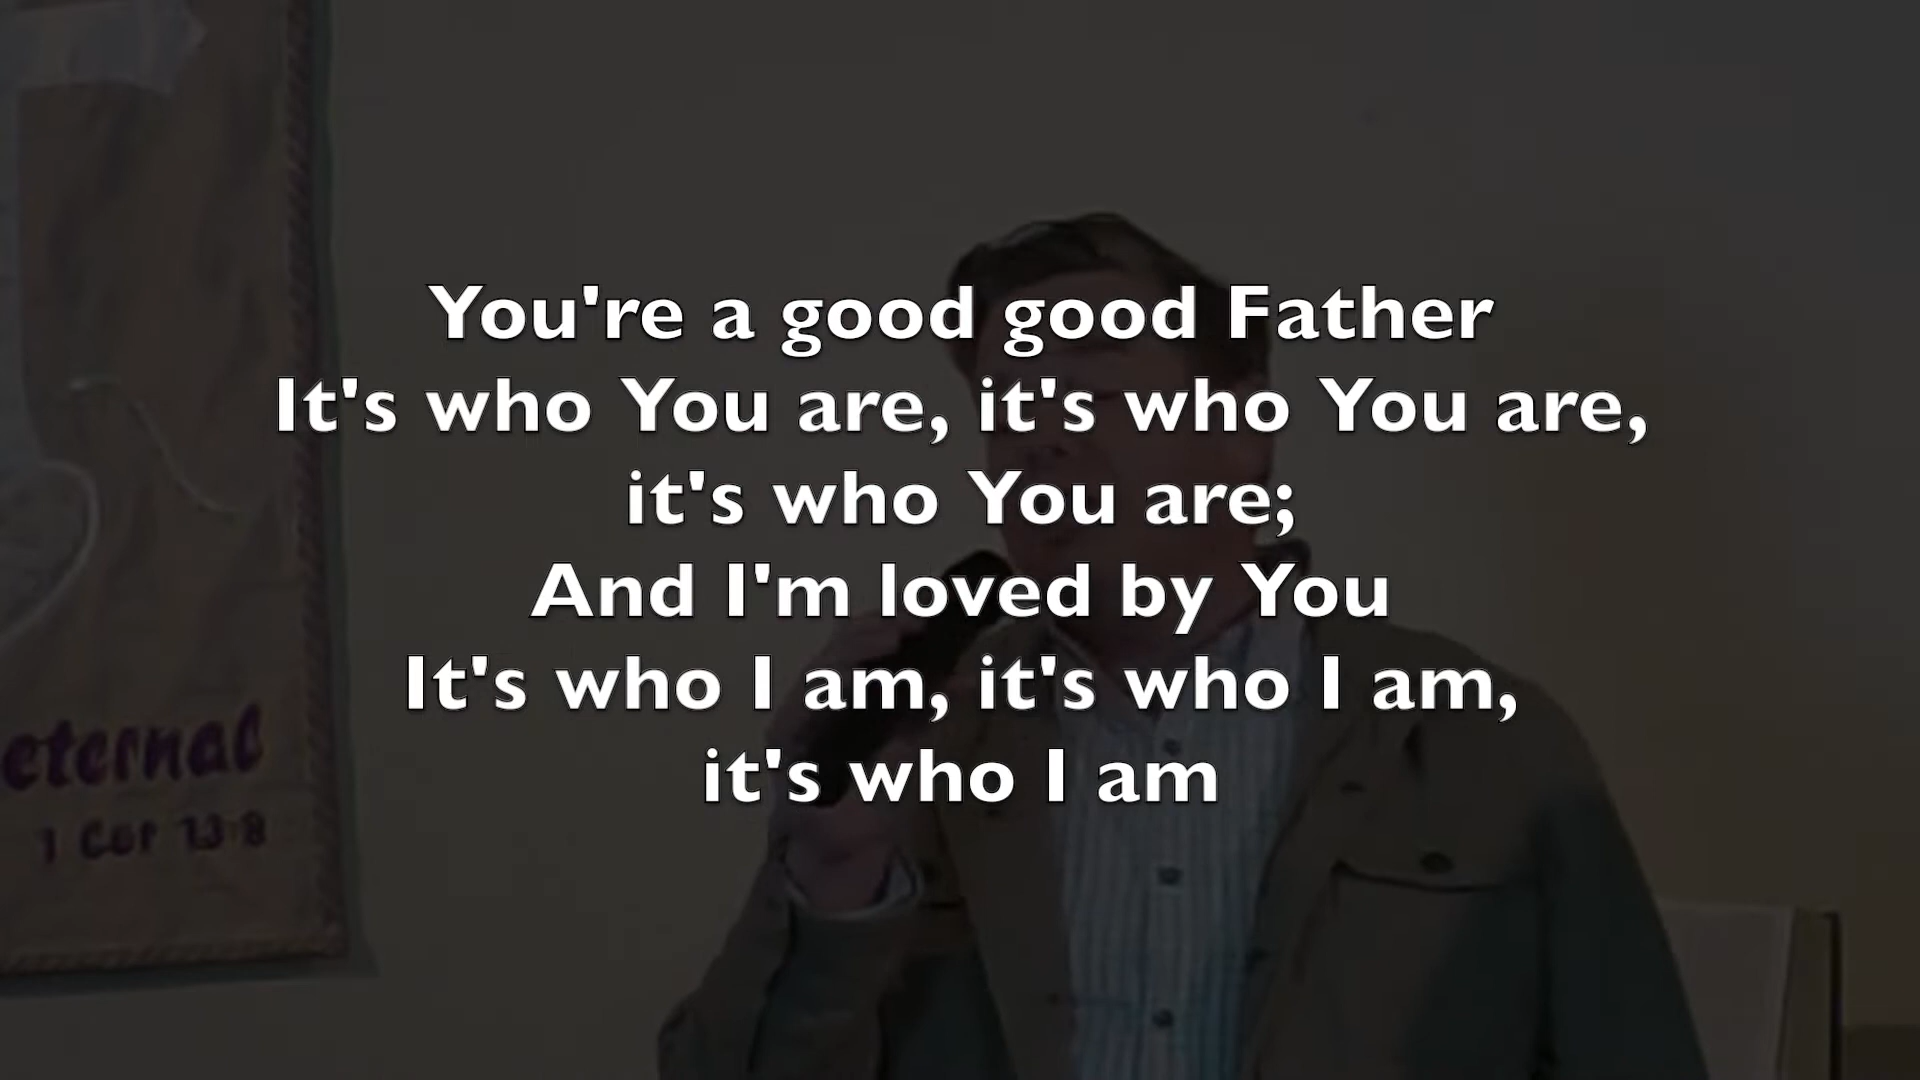 You're a good good Father
It's who You are, it's who You are,
it's who You are;
And I'm loved by You
It's who I am, it's who I am,
it's who I am
eternal
1 Cor 13:8